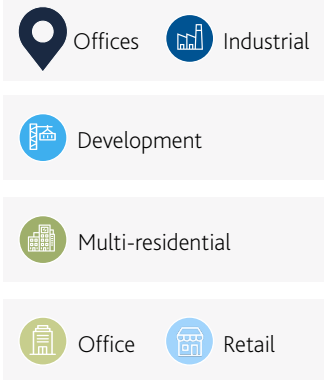 Offices Industrial
Development
Multi-residential
Office Retail